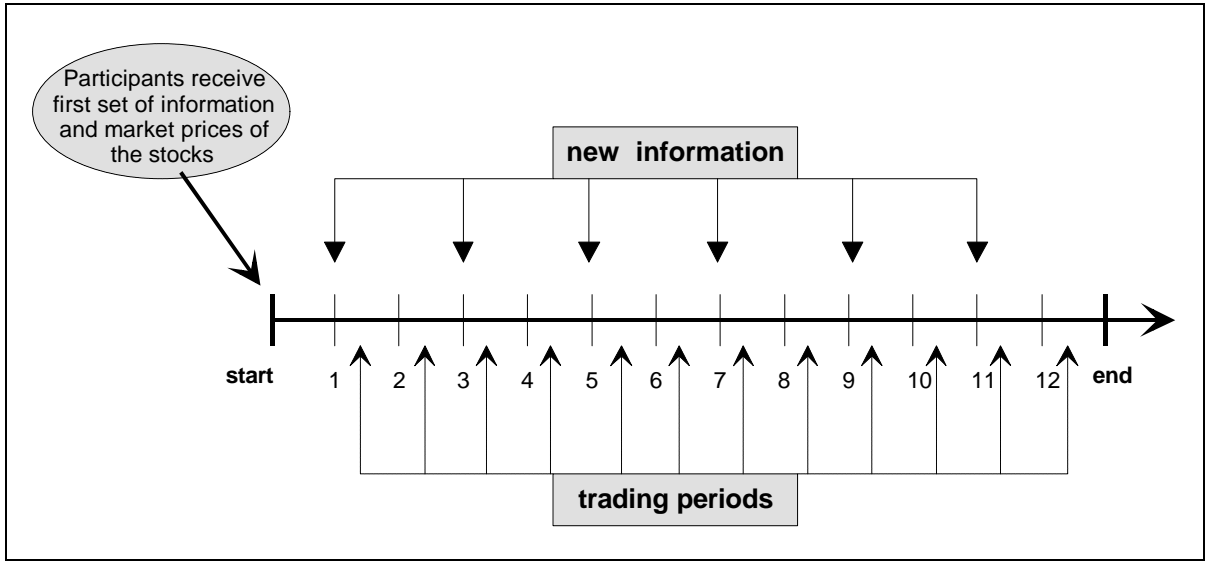 Participants receive
first set of information
and market prices of
the stocks
new information
start 1 2 3 4 5 6 7 8 9 10 11 12 end
trading periods